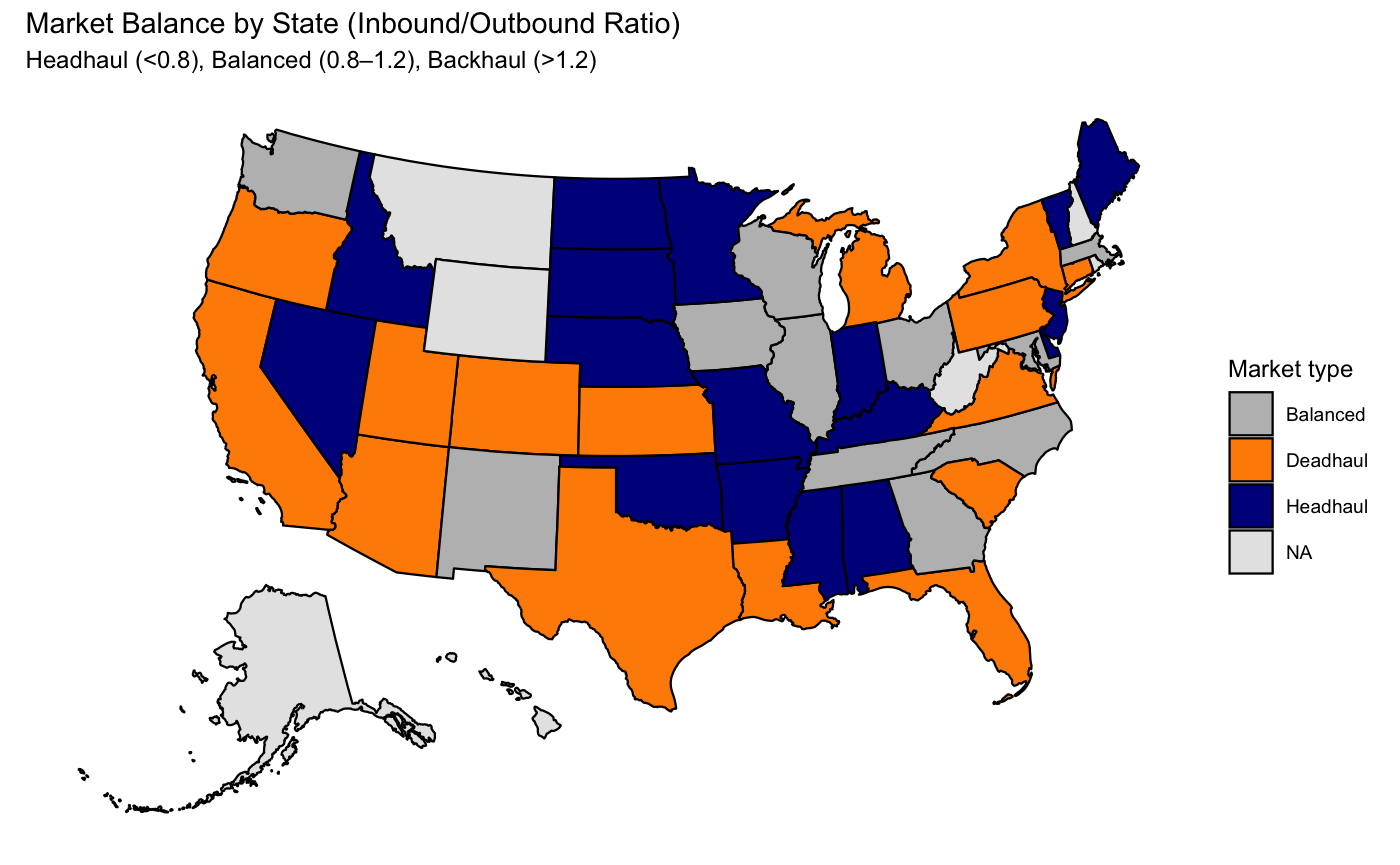 Market Balance by State (Inbound/Outbound Ratio)
Headhaul (<0.8), Balanced (0.8–1.2), Backhaul (>1.2)
Market type
Balanced
Deadhaul
Headhaul
NA